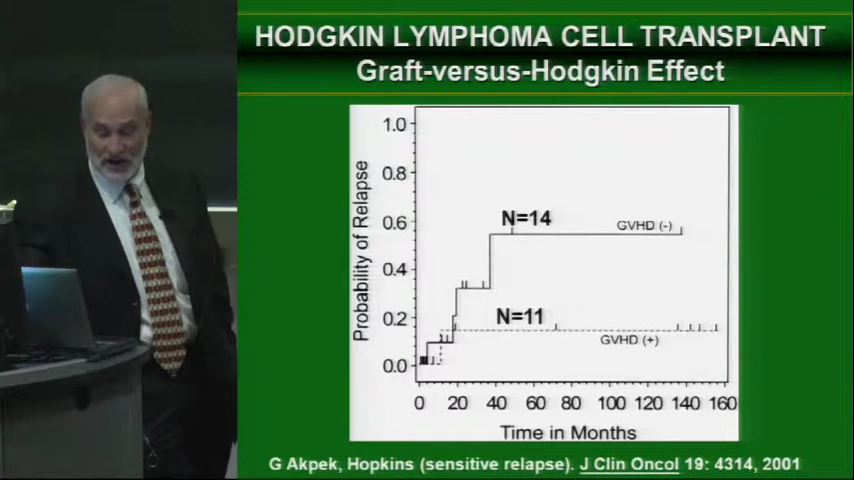 HODGKIN LYMPHOMA CELL TRANSPLANT
Graft-versus-Hodgkin Effect
Probability of Relapse
1.0
0.8
0.6
0.4
0.2
0.0
N=14
GVHD (-)
N=11
GVHD (+)
0 20 40 60 80 100 120 140 160
Time in Months
G Akpek, Hopkins (sensitive relapse). J Clin Oncol 19: 4314, 2001